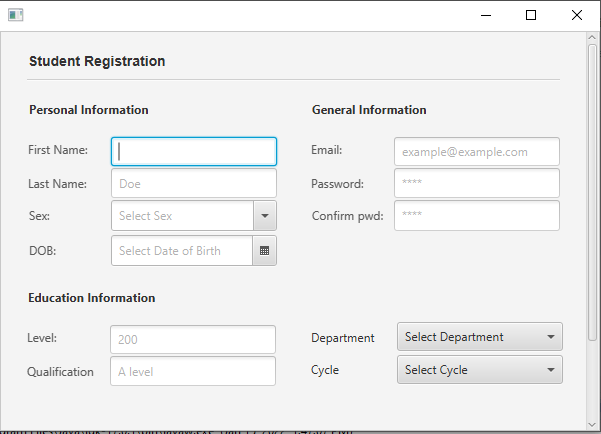 Student Registration
Personal Information
General Information
First Name:
Email:
example@example.com
Last Name:
Doe
Password:
****
Sex:
Select Sex
Confirm pwd:
****
DOB:
Select Date of Birth
Education Information
Level:
200
Department
Select Department
Qualification
A level
Cycle
Select Cycle